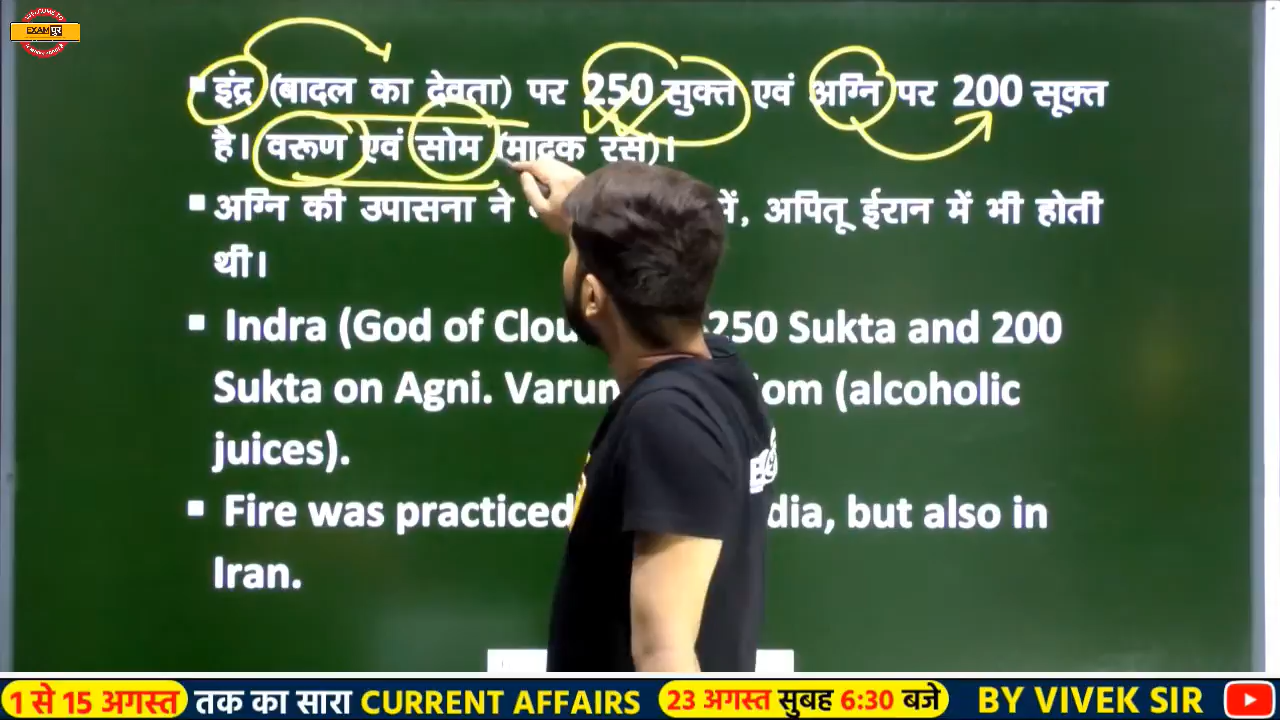 WELCOME TO
EXAM पुर
▪ इंद्र (बादल का देवता) पर 250 सुक्त एवं अग्नि पर 200 सूक्त
है। वरूण एवं सोम (मादक रस)।
▪ अग्नि की उपासना ने में, अपितू ईरान में भी होती
थी।
▪ Indra (God of Clou 250 Sukta and 200
Sukta on Agni. Varun om (alcoholic
juices).
▪ Fire was practiced dia, but also in
Iran.
1 से 15 अगस्त तक का सारा CURRENT AFFAIRS 23 अगस्त सुबह 6:30 बजे BY VIVEK SIR